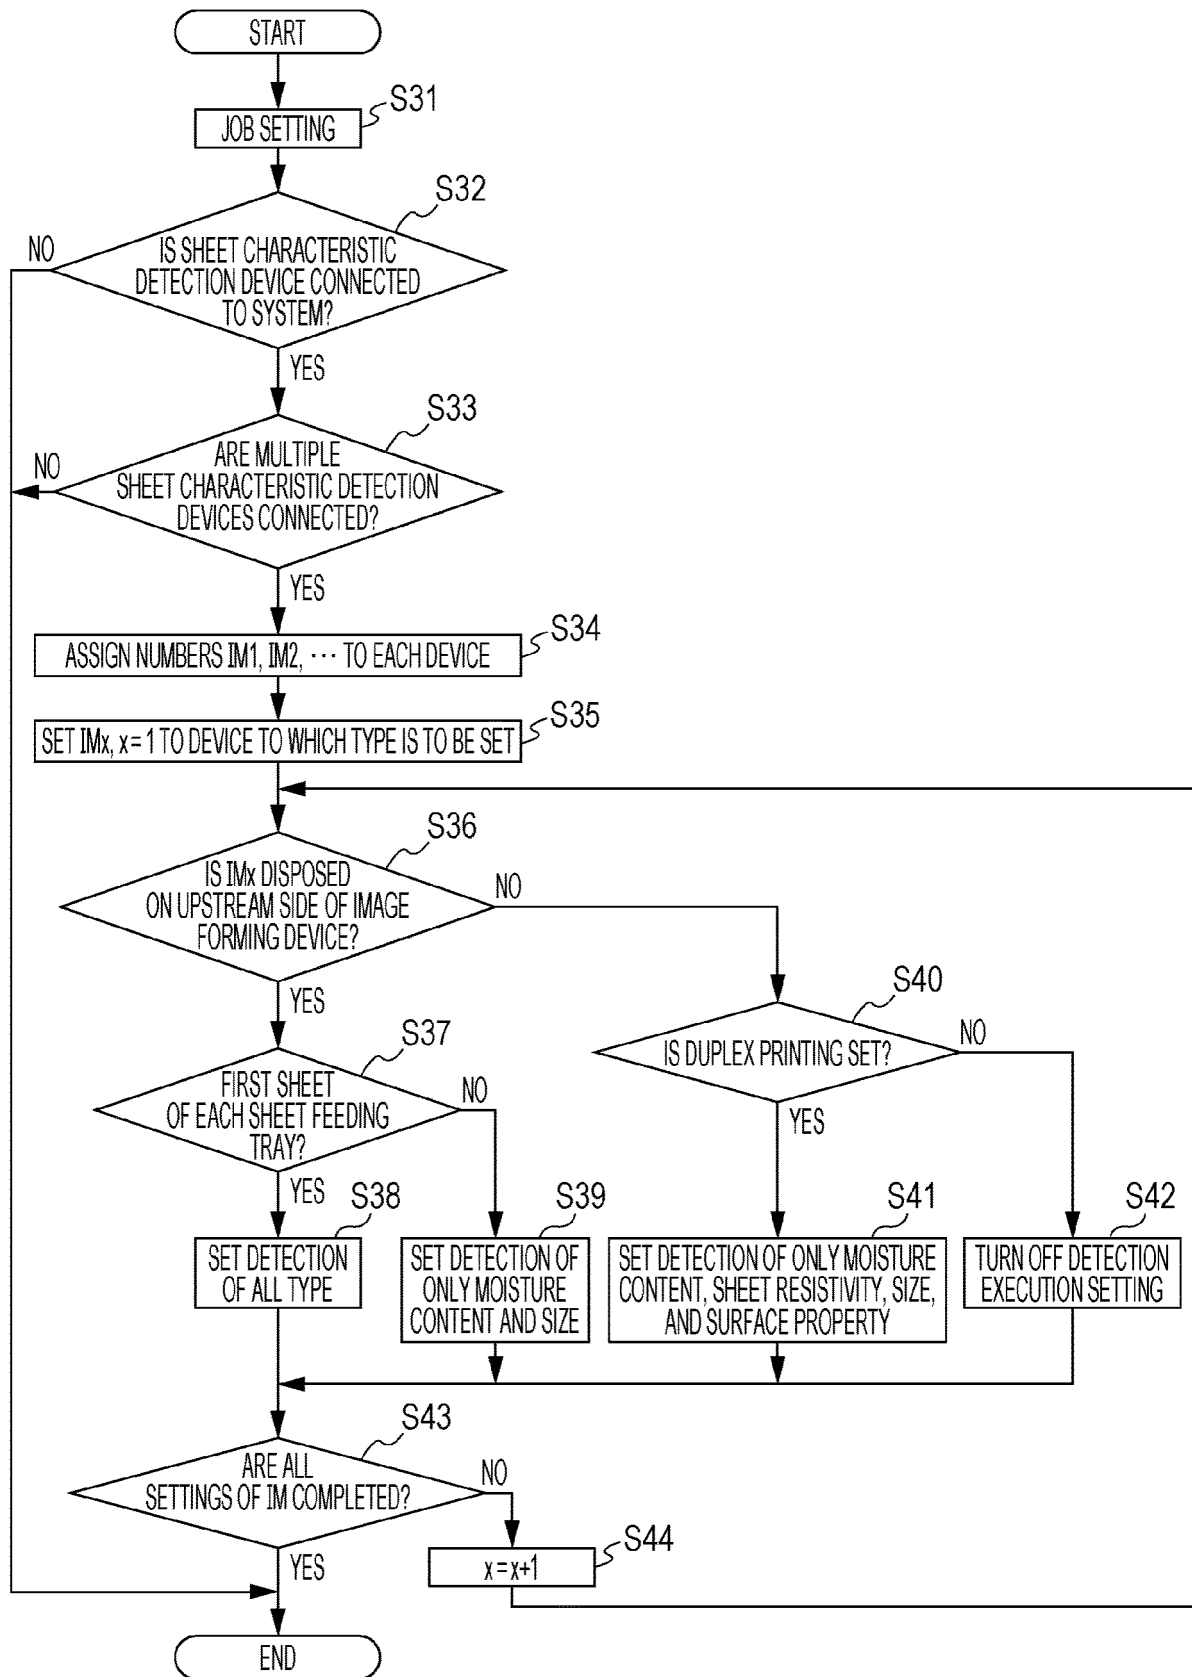 START
S31
JOB SETTING
S32
NO
IS SHEET CHARACTERISTIC
DETECTION DEVICE CONNECTED
TO SYSTEM?
YES
S33
NO
ARE MULTIPLE
SHEET CHARACTERISTIC DETECTION
DEVICES CONNECTED?
YES
S34
ASSIGN NUMBERS IM1, IM2, ⋯ TO EACH DEVICE
S35
SET IMx, x = 1 TO DEVICE TO WHICH TYPE IS TO BE SET
S36
IS IMx DISPOSED
ON UPSTREAM SIDE OF IMAGE
FORMING DEVICE?
NO
YES
S40
IS DUPLEX PRINTING SET?
NO
YES
S37
FIRST SHEET
OF EACH SHEET FEEDING
TRAY?
NO
YES
S38
SET DETECTION
OF ALL TYPE
S39
SET DETECTION OF
ONLY MOISTURE
CONTENT AND SIZE
S41
SET DETECTION OF ONLY MOISTURE
CONTENT, SHEET RESISTIVITY, SIZE,
AND SURFACE PROPERTY
S42
TURN OFF DETECTION
EXECUTION SETTING
S43
ARE ALL
SETTINGS OF IM COMPLETED?
NO
YES
S44
x = x+1
END